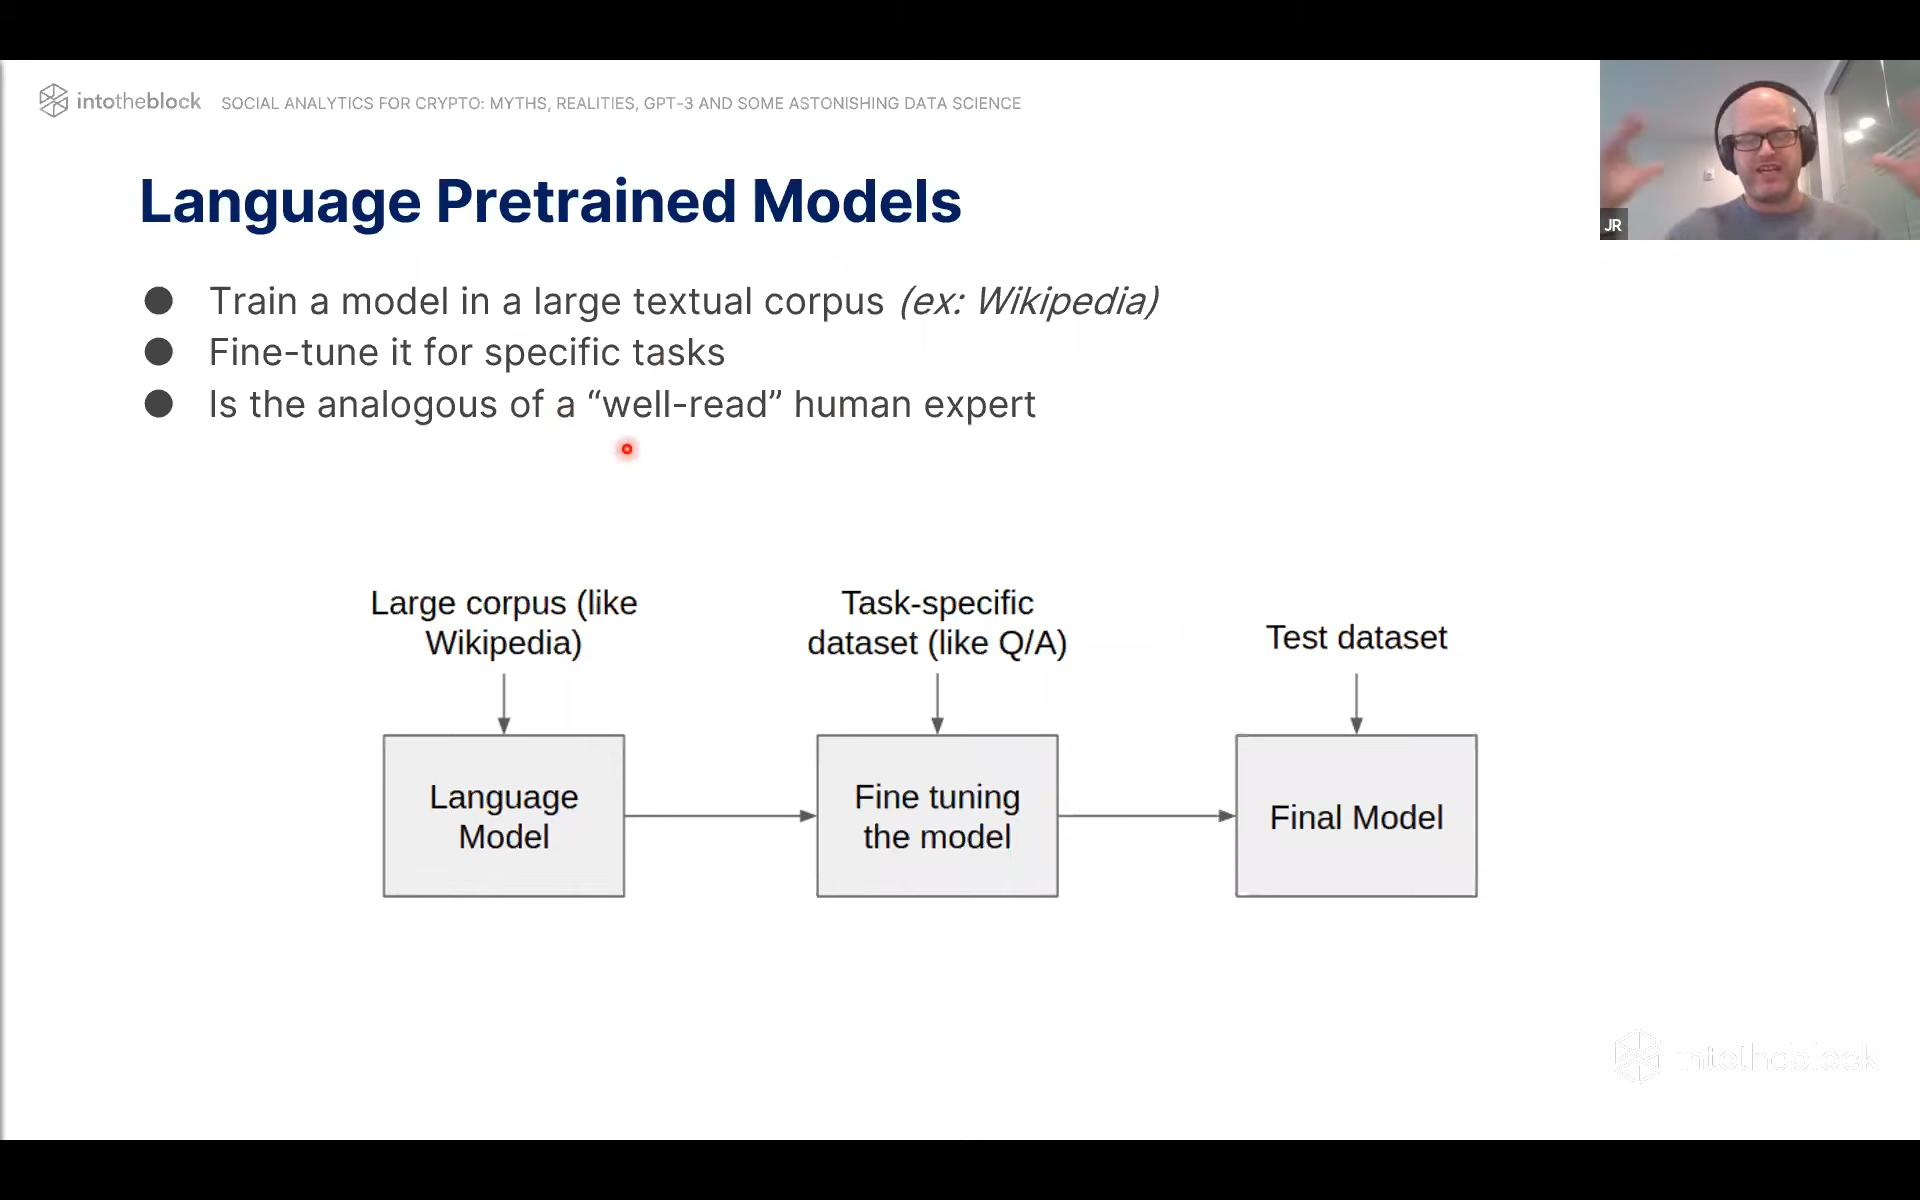 intotheblock SOCIAL ANALYTICS FOR CRYPTO: MYTHS, REALITIES, GPT-3 AND SOME ASTONISHING DATA SCIENCE
JR
Language Pretrained Models
● Train a model in a large textual corpus (ex: Wikipedia)
● Fine-tune it for specific tasks
● Is the analogous of a “well-read” human expert
Large corpus (like
Wikipedia)
Task-specific
dataset (like Q/A)
Test dataset
Language
Model
Fine tuning
the model
Final Model
intotheblock